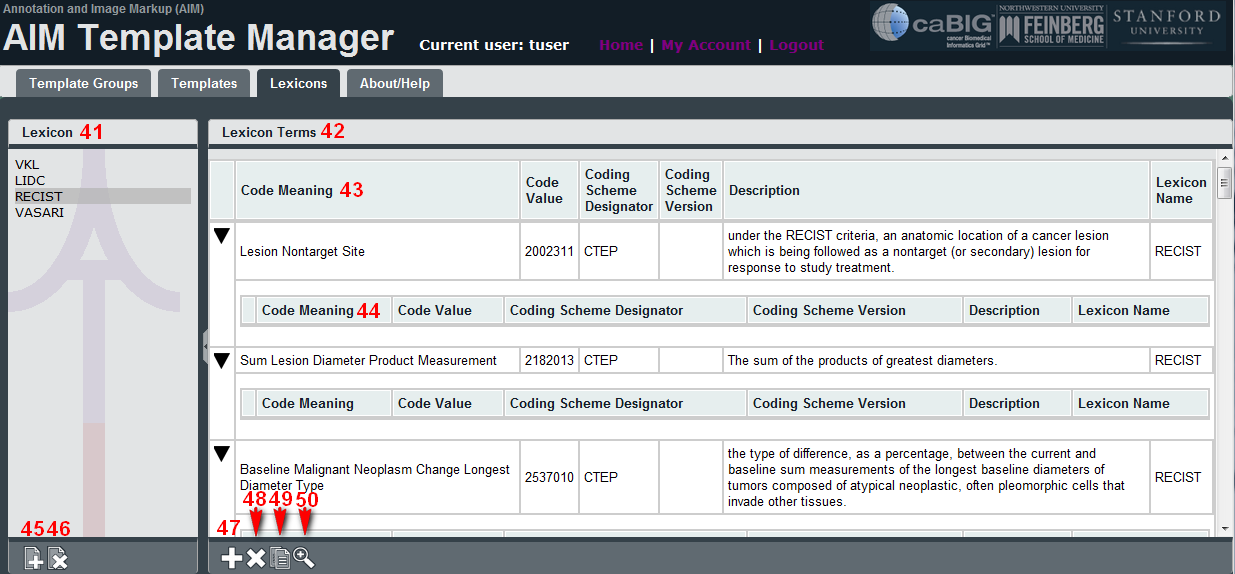 Annotation and Image Markup (AIM)
AIM Template Manager
Current user: tuser
Home | My Account | Logout
caBIG
cancer Biomedical
Informatics Grid™
NORTHWESTERN UNIVERSITY
FEINBERG
SCHOOL OF MEDICINE
STANFORD
UNIVERSITY
Template Groups
Templates
Lexicons
About/Help
Lexicon 41
VKL
LIDC
RECIST
VASARI
4546
Lexicon Terms 42
Code Meaning 43
Code
Value
Coding
Scheme
Designator
Coding
Scheme
Version
Description
Lexicon
Name
Lesion Nontarget Site
2002311
CTEP
under the RECIST criteria, an anatomic location of a cancer lesion
which is being followed as a nontarget (or secondary) lesion for
response to study treatment.
RECIST
Code Meaning 44
Code Value
Coding Scheme Designator
Coding Scheme Version
Description
Lexicon Name
Sum Lesion Diameter Product Measurement
2182013
CTEP
The sum of the products of greatest diameters.
RECIST
Code Meaning
Code Value
Coding Scheme Designator
Coding Scheme Version
Description
Lexicon Name
Baseline Malignant Neoplasm Change Longest
Diameter Type
2537010
CTEP
the type of difference, as a percentage, between the current and
baseline sum measurements of the longest baseline diameters of
tumors composed of atypical neoplastic, often pleomorphic cells that
invade other tissues.
RECIST
47
48
49
50